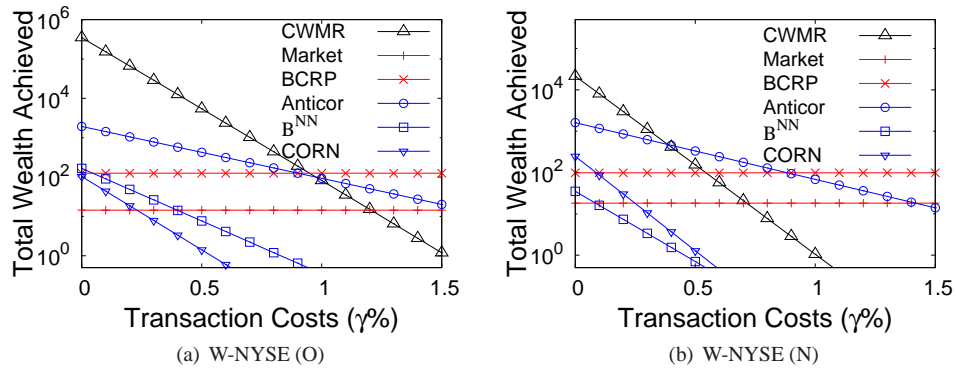 Total Wealth Achieved
10^6
10^4
10^2
10^0
0
0.5
1
1.5
CWMR
Market
BCRP
Anticor
B^NN
CORN
Transaction Costs (γ%)
(a) W-NYSE (O)
Total Wealth Achieved
10^4
10^2
10^0
0
0.5
1
1.5
CWMR
Market
BCRP
Anticor
B^NN
CORN
Transaction Costs (γ%)
(b) W-NYSE (N)